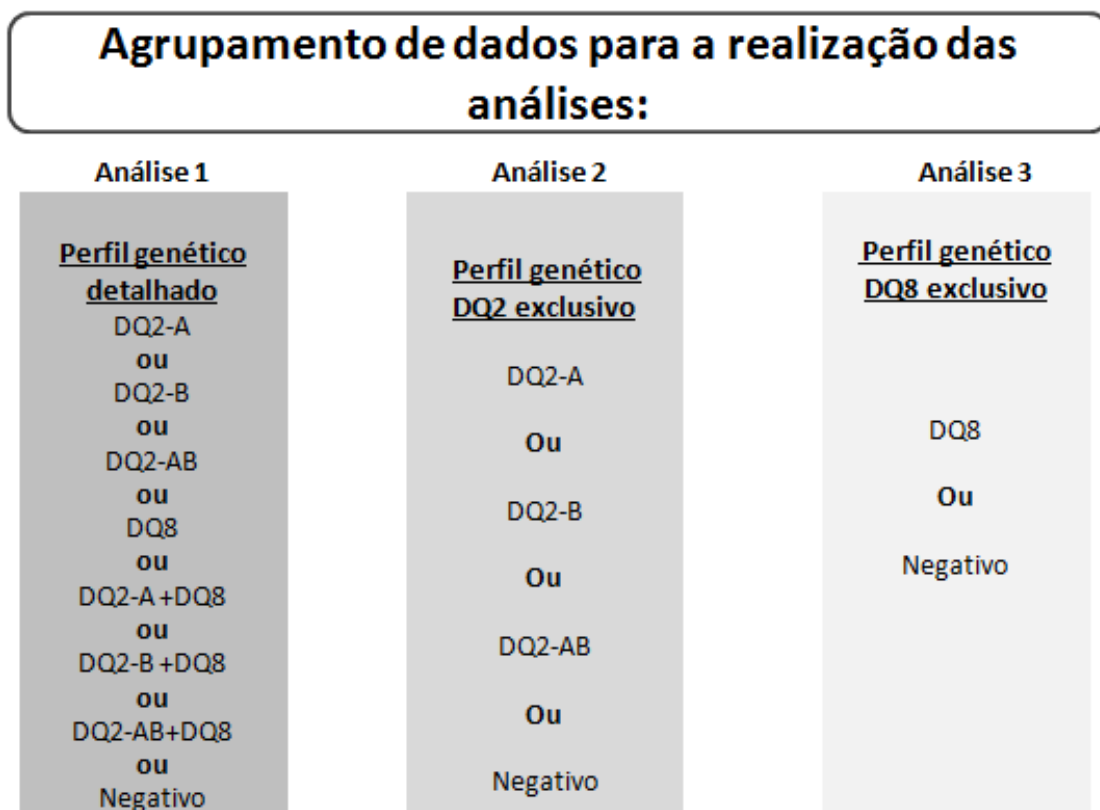 Agrupamento de dados para a realização das
análises:
Análise 1
Perfil genético
detalhado
DQ2-A
ou
DQ2-B
ou
DQ2-AB
ou
DQ8
ou
DQ2-A +DQ8
ou
DQ2-B +DQ8
ou
DQ2-AB+DQ8
ou
Negativo
Análise 2
Perfil genético
DQ2 exclusivo
DQ2-A
Ou
DQ2-B
Ou
DQ2-AB
Ou
Negativo
Análise 3
Perfil genético
DQ8 exclusivo
DQ8
Ou
Negativo